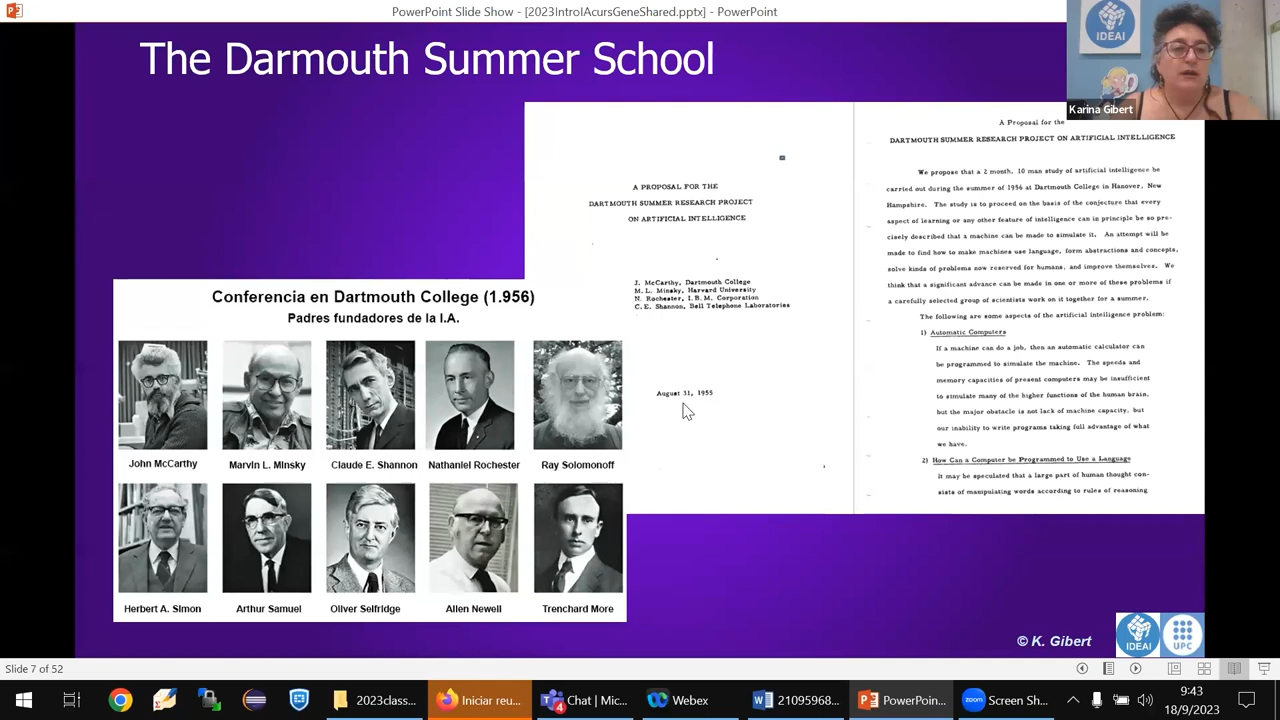 PowerPoint Slide Show - [2023IntroIAcursGeneShared.pptx] - PowerPoint
The Darmouth Summer School
IDEAI
Karina Gibert
A PROPOSAL FOR THE
DARTMOUTH SUMMER RESEARCH PROJECT
ON ARTIFICIAL INTELLIGENCE
J. McCarthy, Dartmouth College
M. L. Minsky, Harvard University
N. Rochester, I.B.M. Corporation
C. E. Shannon, Bell Telephone Laboratories
August 31, 1955
A Proposal for the
DARTMOUTH SUMMER RESEARCH PROJECT ON ARTIFICIAL INTELLIGENCE
We propose that a 2 month, 10 man study of artificial intelligence be
carried out during the summer of 1956 at Dartmouth College in Hanover, New
Hampshire. The study is to proceed on the basis of the conjecture that every
aspect of learning or any other feature of intelligence can in principle be so pre-
cisely described that a machine can be made to simulate it. An attempt will be
made to find how to make machines use language, form abstractions and concepts,
solve kinds of problems now reserved for humans, and improve themselves. We
think that a significant advance can be made in one or more of these problems if
a carefully selected group of scientists work on it together for a summer.
The following are some aspects of the artificial intelligence problem:
1) Automatic Computers
If a machine can do a job, then an automatic calculator can
be programmed to simulate the machine. The speeds and
memory capacities of present computers may be insufficient
to simulate many of the higher functions of the human brain,
but the major obstacle is not lack of machine capacity, but
our inability to write programs taking full advantage of what
we have.
2) How Can a Computer be Programmed to Use a Language
It may be speculated that a large part of human thought con-
sists of manipulating words according to rules of reasoning
Conferencia en Dartmouth College (1.956)
Padres fundadores de la I.A.
John McCarthy
Marvin L. Minsky
Claude E. Shannon
Nathaniel Rochester
Ray Solomonoff
Herbert A. Simon
Arthur Samuel
Oliver Selfridge
Allen Newell
Trenchard More
© K. Gibert
IDEAI
UPC
Slide 7 of 52
2023class...
Iniciar reu...
4
Chat | Mic...
Webex
21095968...
PowerPoin...
zoom
Screen Sh...
9:43
18/9/2023